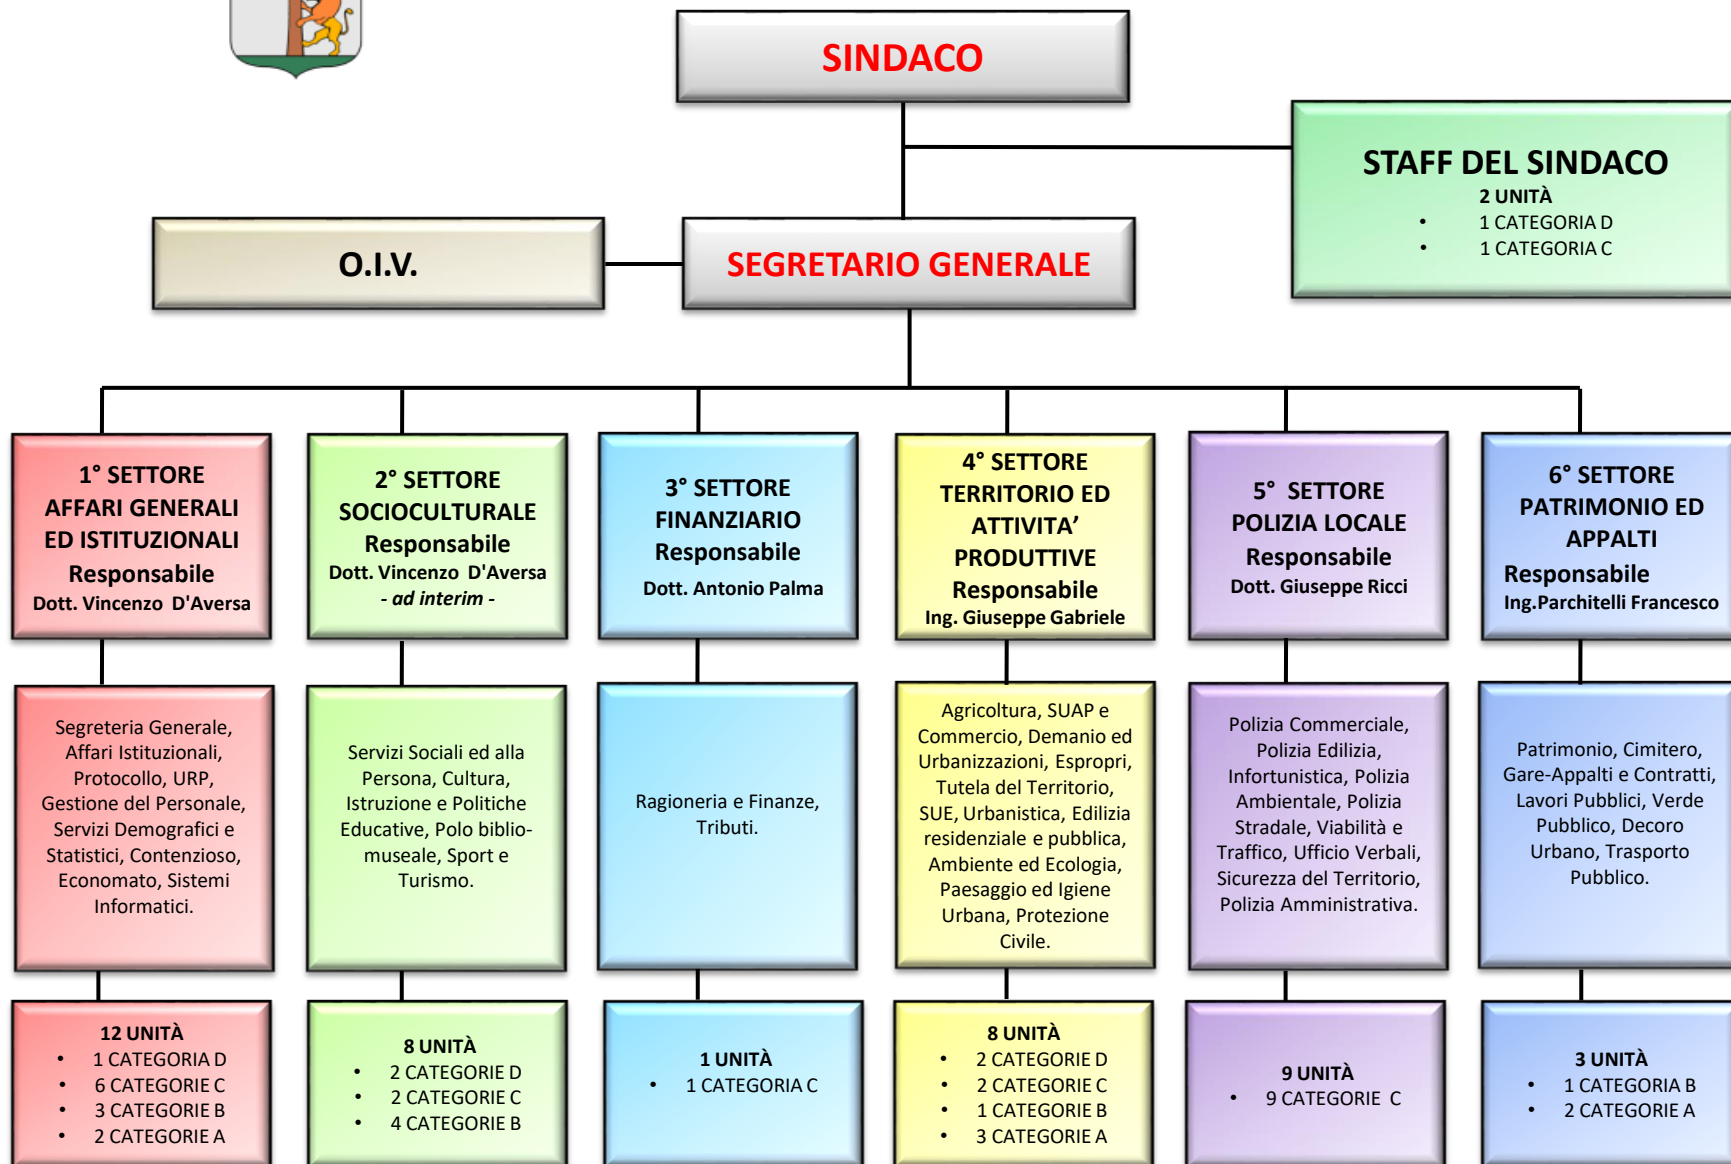 SINDACO
STAFF DEL SINDACO
2 UNITÀ
• 1 CATEGORIA D
• 1 CATEGORIA C
O.I.V.
SEGRETARIO GENERALE
1° SETTORE
AFFARI GENERALI
ED ISTITUZIONALI
Responsabile
Dott. Vincenzo D'Aversa
2° SETTORE
SOCIOCULTURALE
Responsabile
Dott. Vincenzo D'Aversa
- ad interim -
3° SETTORE
FINANZIARIO
Responsabile
Dott. Antonio Palma
4° SETTORE
TERRITORIO ED
ATTIVITA’
PRODUTTIVE
Responsabile
Ing. Giuseppe Gabriele
5° SETTORE
POLIZIA LOCALE
Responsabile
Dott. Giuseppe Ricci
6° SETTORE
PATRIMONIO ED
APPALTI
Responsabile
Ing.Parchitelli Francesco
Segreteria Generale,
Affari Istituzionali,
Protocollo, URP,
Gestione del Personale,
Servizi Demografici e
Statistici, Contenzioso,
Economato, Sistemi
Informatici.
Servizi Sociali ed alla
Persona, Cultura,
Istruzione e Politiche
Educative, Polo biblio-
museale, Sport e
Turismo.
Ragioneria e Finanze,
Tributi.
Agricoltura, SUAP e
Commercio, Demanio ed
Urbanizzazioni, Espropri,
Tutela del Territorio,
SUE, Urbanistica, Edilizia
residenziale e pubblica,
Ambiente ed Ecologia,
Paesaggio ed Igiene
Urbana, Protezione
Civile.
Polizia Commerciale,
Polizia Edilizia,
Infortunistica, Polizia
Ambientale, Polizia
Stradale, Viabilità e
Traffico, Ufficio Verbali,
Sicurezza del Territorio,
Polizia Amministrativa.
Patrimonio, Cimitero,
Gare-Appalti e Contratti,
Lavori Pubblici, Verde
Pubblico, Decoro
Urbano, Trasporto
Pubblico.
12 UNITÀ
• 1 CATEGORIA D
• 6 CATEGORIE C
• 3 CATEGORIE B
• 2 CATEGORIE A
8 UNITÀ
• 2 CATEGORIE D
• 2 CATEGORIE C
• 4 CATEGORIE B
1 UNITÀ
• 1 CATEGORIA C
8 UNITÀ
• 2 CATEGORIE D
• 2 CATEGORIE C
• 1 CATEGORIE B
• 3 CATEGORIE A
9 UNITÀ
• 9 CATEGORIE C
3 UNITÀ
• 1 CATEGORIA B
• 2 CATEGORIE A